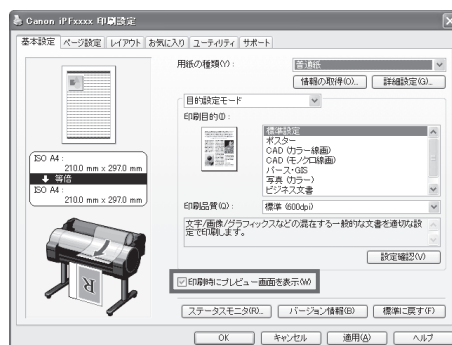 Canon iPFxxxx 印刷設定
基本設定 ページ設定 レイアウト お気に入り ユーティリティ サポート
用紙の種類(Y):
普通紙
情報の取得(O)... 詳細設定(G)...
目的設定モード
印刷目的(I):
標準設定
ポスター
CAD (カラー線画)
CAD (モノクロ線画)
パース・GIS
写真 (カラー)
ビジネス文書
ISO A4 :
210.0 mm x 297.0 mm
等倍
ISO A4 :
210.0 mm x 297.0 mm
印刷品質(Q):
標準 (600dpi)
文字/画像/グラフィックスなどの混在する一般的な文書を適切な設定で印刷します。
設定確認(V)
印刷時にプレビュー画面を表示(W)
ステータスモニタ(R)... バージョン情報(B) 標準に戻す(F)
OK キャンセル 適用(A) ヘルプ
R